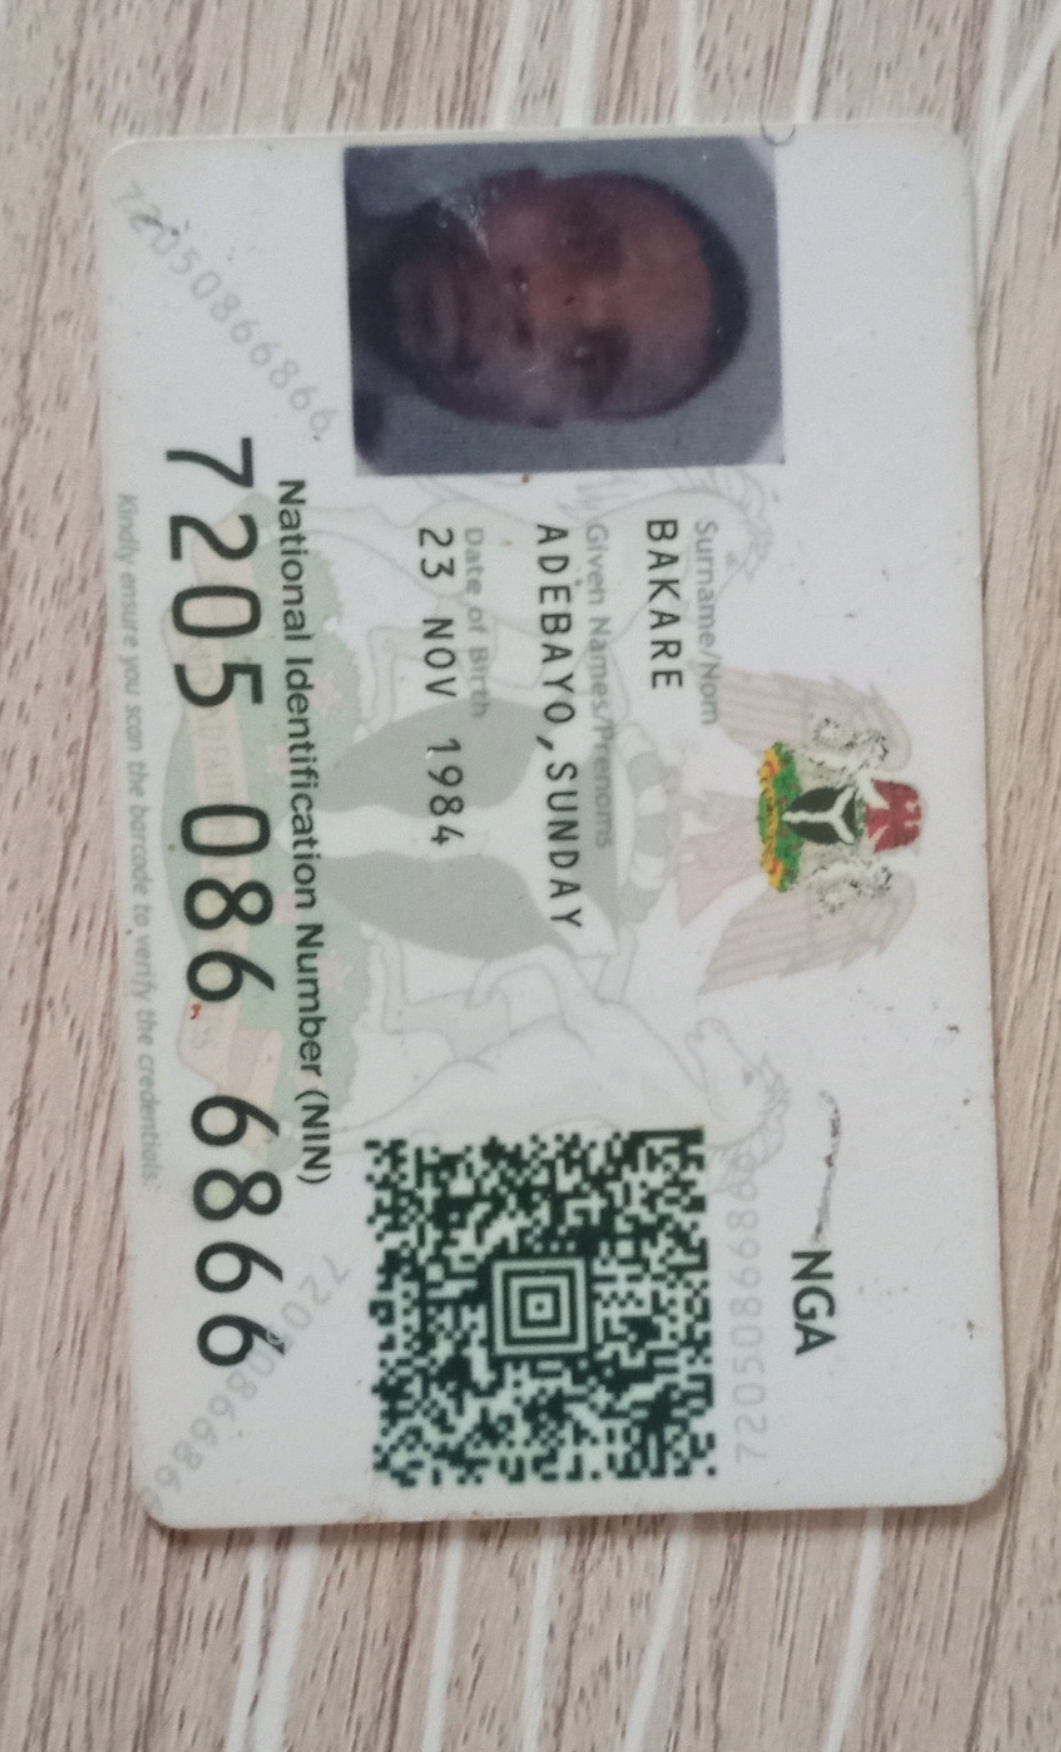 NGA
Surname/Nom
BAKARE
Given Names/Prenoms
ADEBAYO,SUNDAY
Date of Birth
23 NOV 1984
National Identification Number (NIN)
7205 086 6866
Kindly ensure you scan the barcode to verify the credentials.
72050866866
72050866866
72050866866